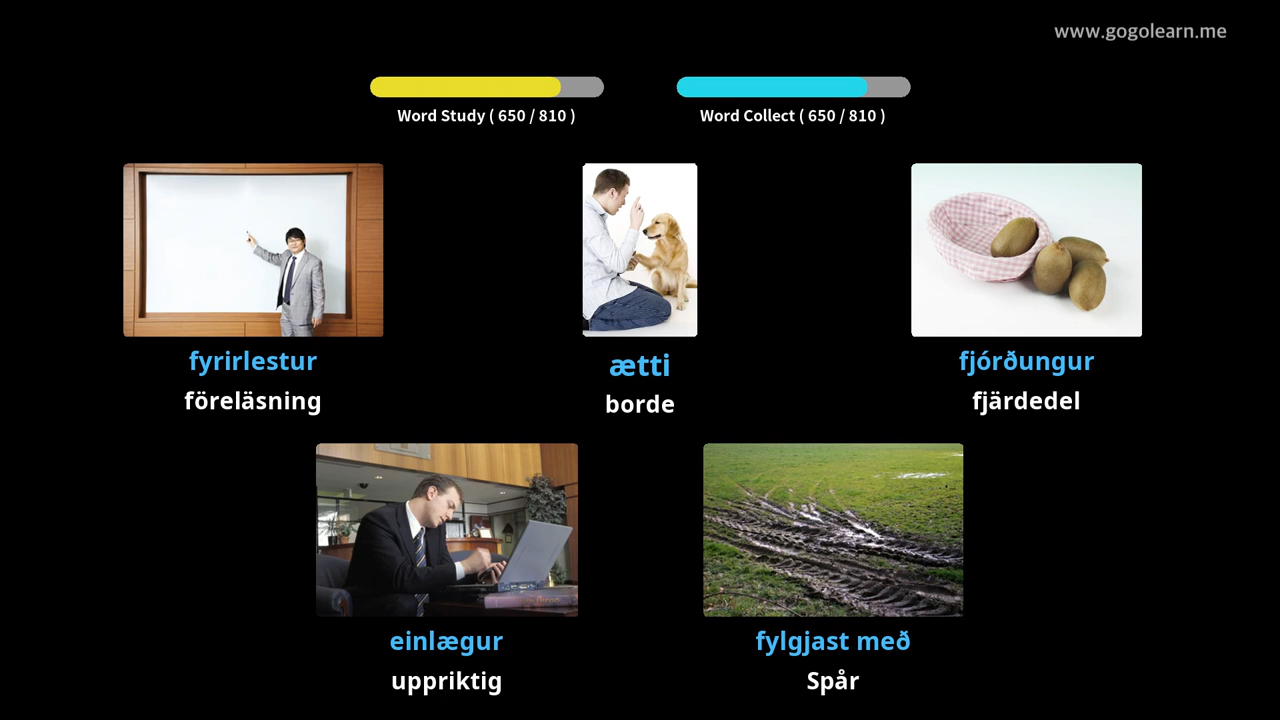 www.gogolearn.me
Word Study ( 650 / 810 )
Word Collect ( 650 / 810 )
fyrirlestur
föreläsning
ætti
borde
fjórðungur
fjärdedel
einlægur
uppriktig
fylgjast með
Spår